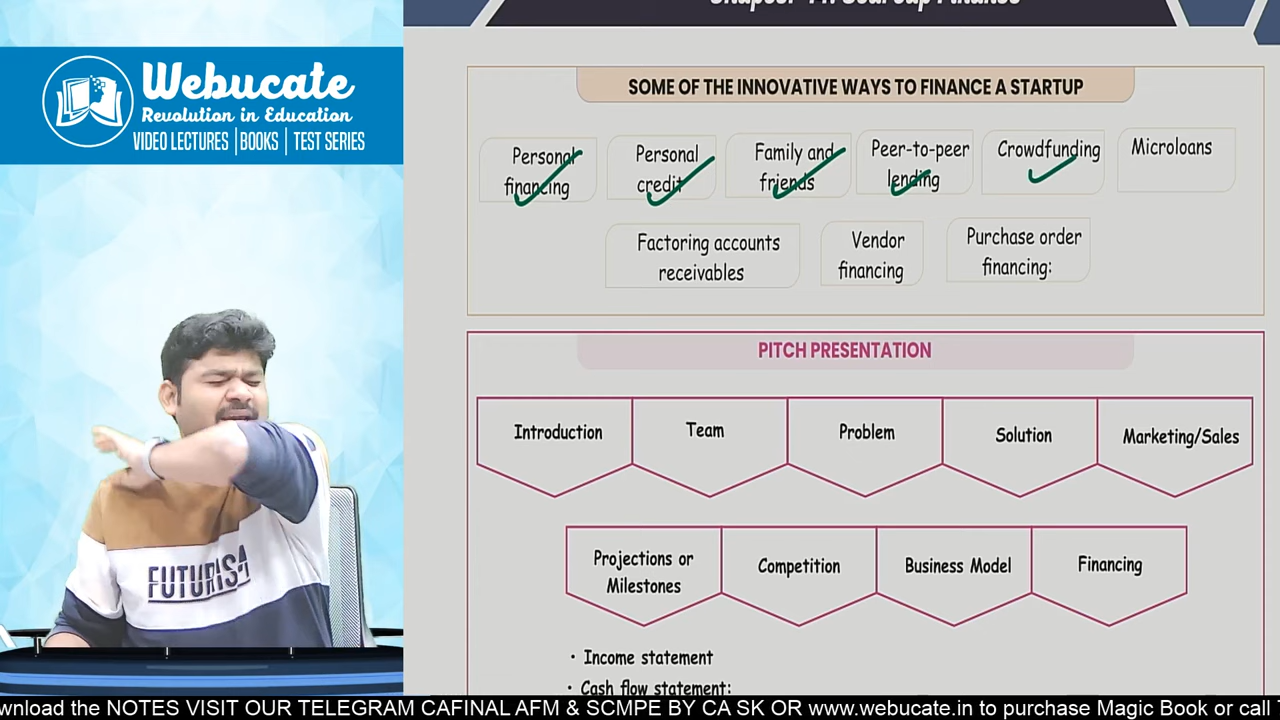 Webucate
Revolution in Education
VIDEO LECTURES | BOOKS | TEST SERIES
SOME OF THE INNOVATIVE WAYS TO FINANCE A STARTUP
Personal
financing
Personal
credit
Family and
friends
Peer-to-peer
lending
Crowdfunding
Microloans
Factoring accounts
receivables
Vendor
financing
Purchase order
financing:
PITCH PRESENTATION
Introduction
Team
Problem
Solution
Marketing/Sales
Projections or
Milestones
Competition
Business Model
Financing
• Income statement
• Cash flow statement:
FUTURIS
wnload the NOTES VISIT OUR TELEGRAM CAFINAL AFM & SCMPE BY CA SK OR www.webucate.in to purchase Magic Book or call